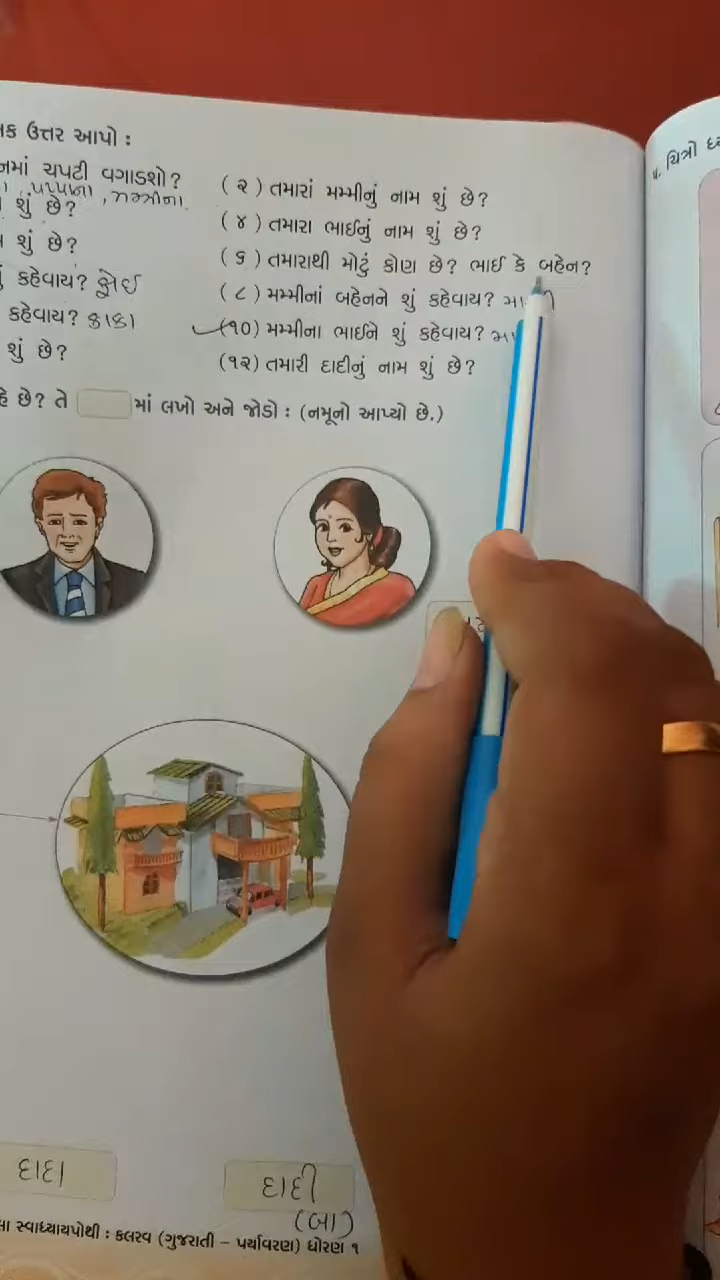 ઉત્તર આપો :
ચપટી વગાડશો?
પપ્પાના , મમ્મીના
શું છે?
શું છે?
કહેવાય? ફોઈ
કહેવાય? કાકા
શું છે?
(૨) તમારાં મમ્મીનું નામ શું છે?
(૪) તમારા ભાઈનું નામ શું છે?
(૬) તમારાથી મોટું કોણ છે? ભાઈ કે બહેન?
(૮) મમ્મીનાં બહેનને શું કહેવાય?
(૧૦) મમ્મીના ભાઈને શું કહેવાય?
(૧૨) તમારી દાદીનું નામ શું છે?
છે? તે માં લખો અને જોડો : (નમૂનો આપ્યો છે.)
દાદા
દાદી
(બા)
સ્વાધ્યાયપોથી : કલરવ (ગુજરાતી – પર્યાવરણ) ધોરણ ૧
ચિત્રો